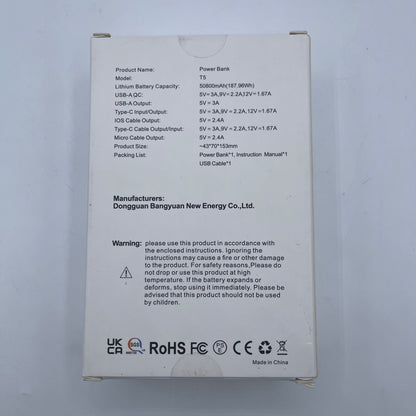 Product Name: Power Bank
Model: T5
Lithium Battery Capacity: 50800mAh(187,96Wh)
USB-A QC: 5V=3A,9V=2.2A12V=1.67A
USB-A Output: 5V=3A
Type-C Input/Output: 5V=3A,9V=2.2A,12V=1.67A
IOS Cable Output: 5V=2.4A
Type-C Cable Output/Input: 5V=3A,9V=2.2A,12V=1.67A
Micro Cable Output: 5V=2.4A
Product Size: ~43*70*153mm
Packing List: Power Bank*1, Instruction Manual*1
USB Cable*1
Manufacturers:
Dongguan Bangyuan New Energy Co.,Ltd.
Warning: please use this product in accordance with
the enclosed instructions. Ignoring the
instructions may cause a fire or other damage
to product. For safety reasons,Please do
not drop or use this product at high
temperature. If the battery expands or
deforms, stop using it immediately. Please be
advised that this product should not be used
by children.
UK
CA
SGS
RoHS FC PSE CE
Made in China